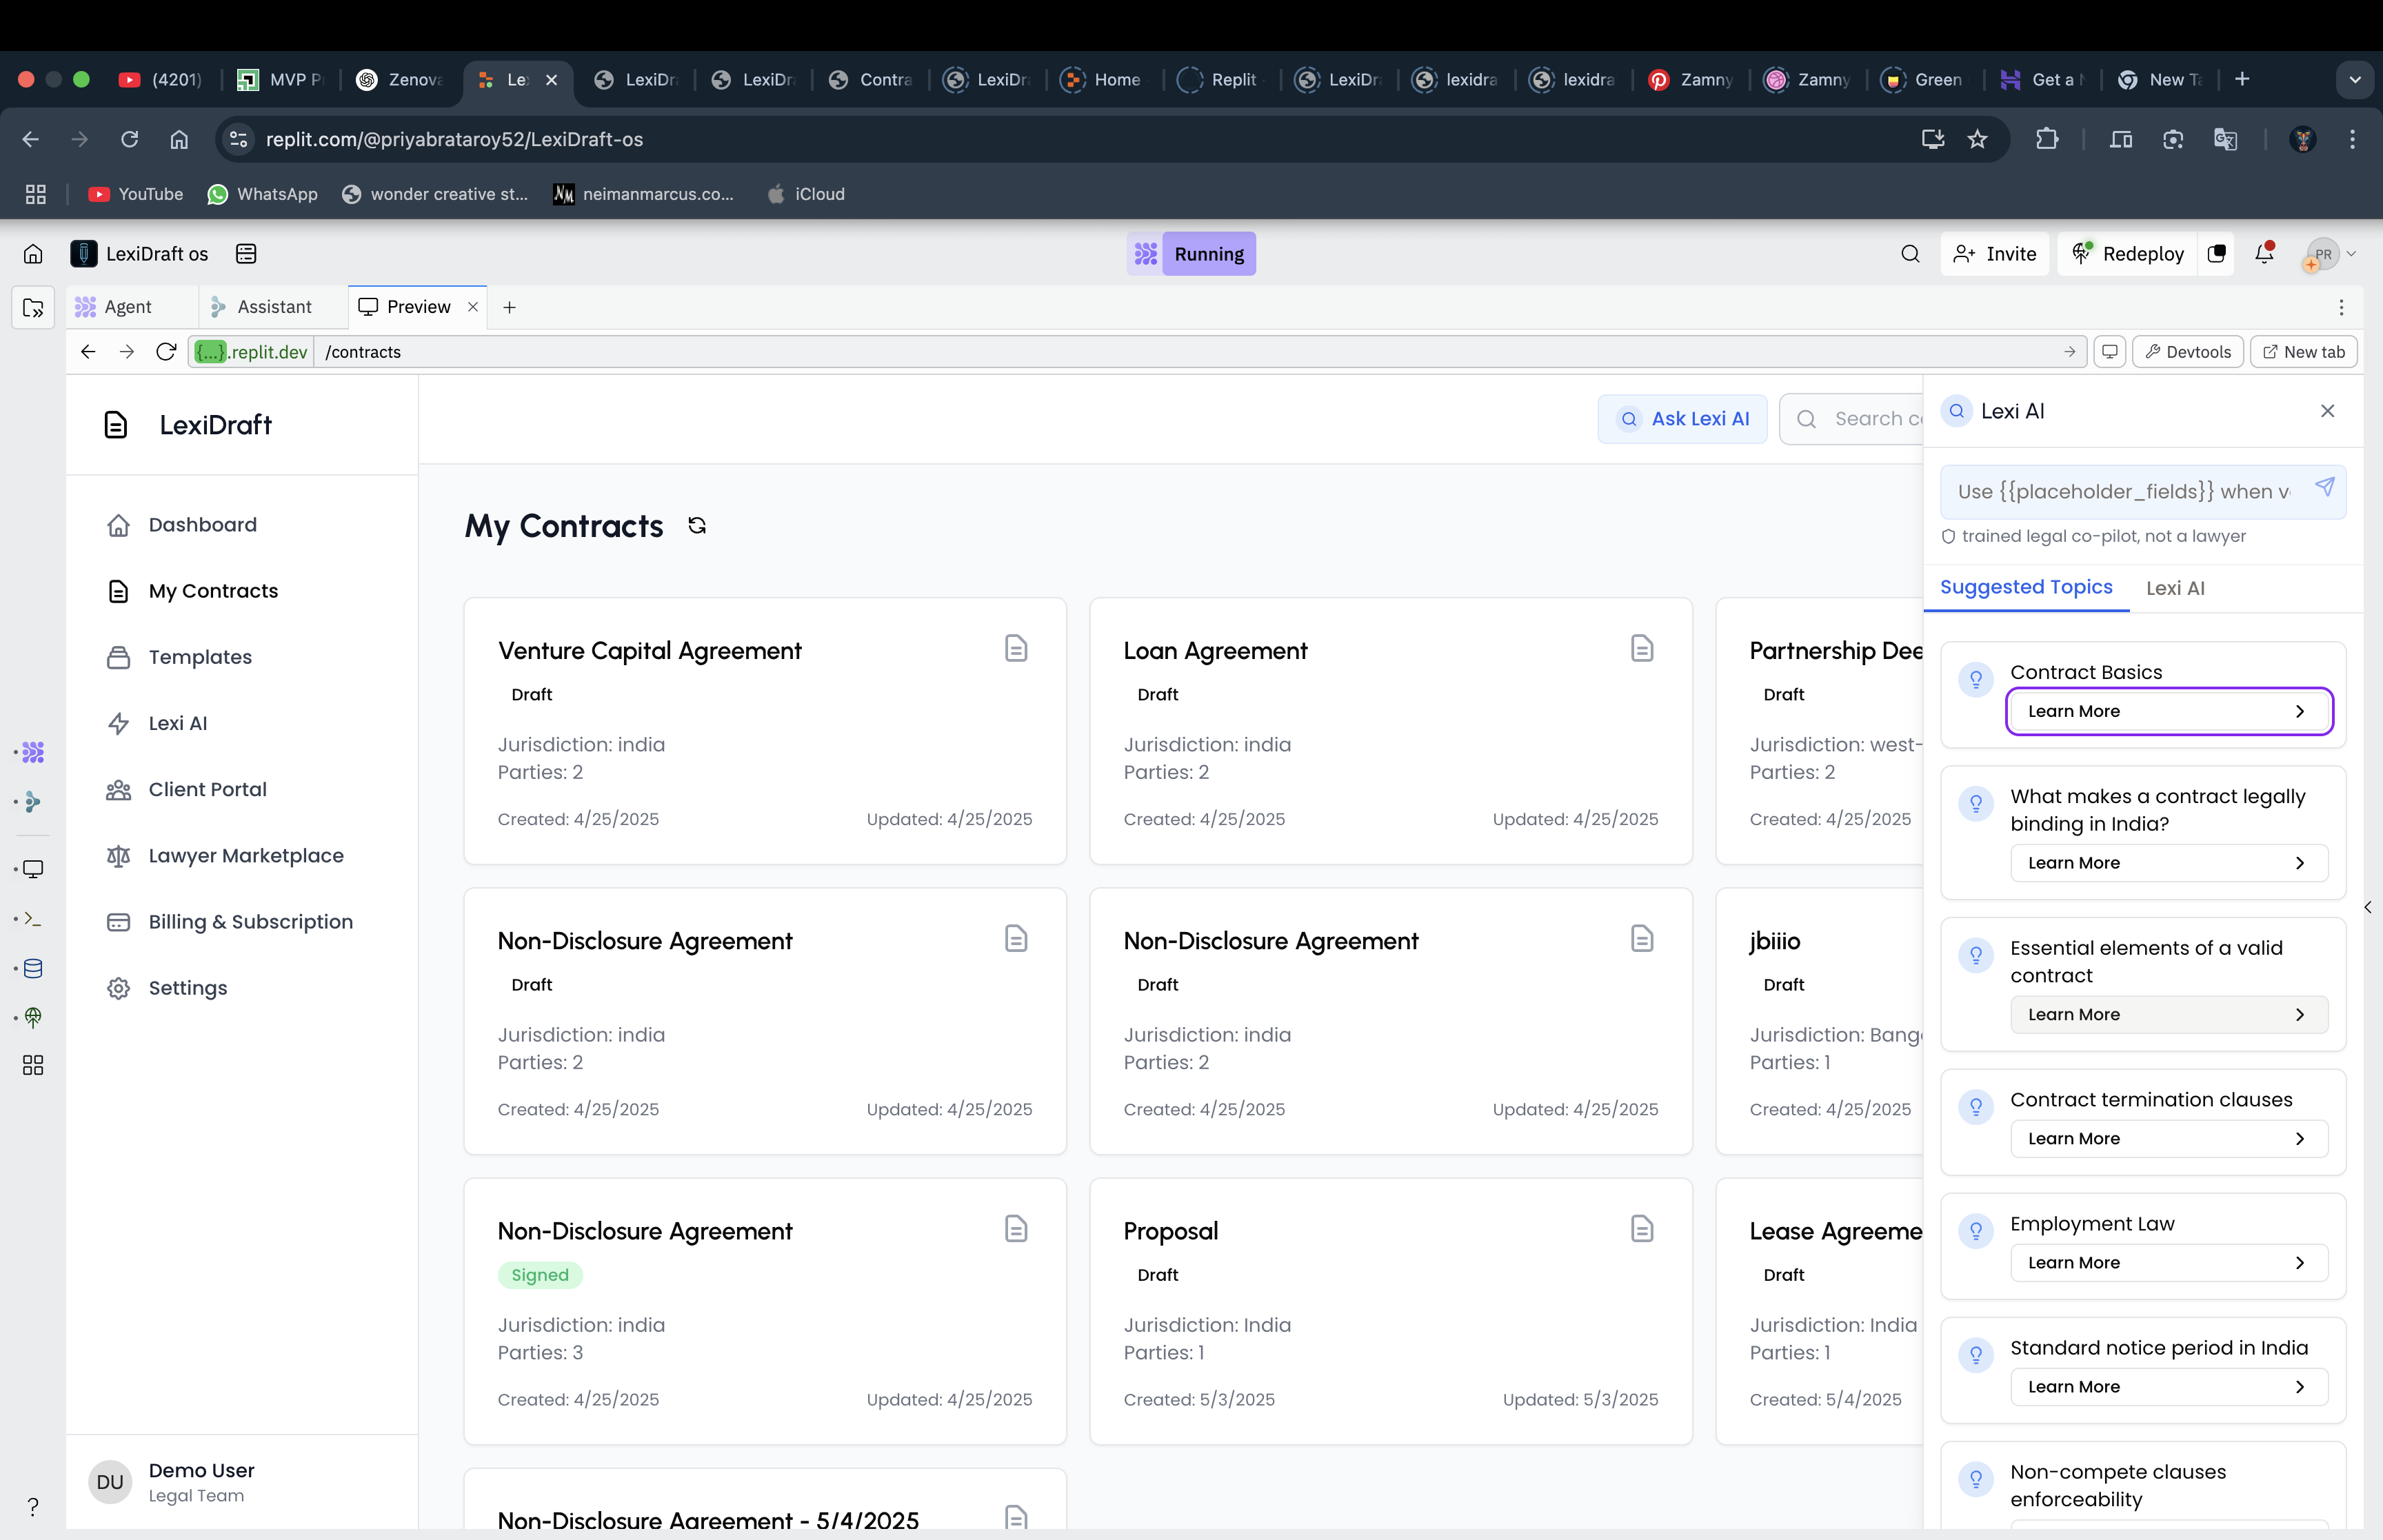 (4201)
MVP P
Zenova
Le
LexiDr
LexiDr
Contra
LexiDr
Home
Replit
LexiDr
lexidra
lexidra
Zamny
Zamny
Green
Get a
New Ta
replit.com/@priyabrataroy52/LexiDraft-os
YouTube
WhatsApp
wonder creative st...
neimanmarcus.co...
iCloud
LexiDraft os
Running
Invite
Redeploy
PR
Agent
Assistant
Preview
{...}.replit.dev
/contracts
Devtools
New tab
LexiDraft
Ask Lexi AI
Search c
Dashboard
My Contracts
Templates
Lexi AI
Client Portal
Lawyer Marketplace
Billing & Subscription
Settings
DU
Demo User
Legal Team
My Contracts
Venture Capital Agreement
Draft
Jurisdiction: india
Parties: 2
Created: 4/25/2025
Updated: 4/25/2025
Loan Agreement
Draft
Jurisdiction: india
Parties: 2
Created: 4/25/2025
Updated: 4/25/2025
Partnership Dee
Draft
Jurisdiction: west-
Parties: 2
Created: 4/25/2025
Non-Disclosure Agreement
Draft
Jurisdiction: india
Parties: 2
Created: 4/25/2025
Updated: 4/25/2025
Non-Disclosure Agreement
Draft
Jurisdiction: india
Parties: 2
Created: 4/25/2025
Updated: 4/25/2025
jbiiio
Draft
Jurisdiction: Bang
Parties: 1
Created: 4/25/2025
Non-Disclosure Agreement
Signed
Jurisdiction: india
Parties: 3
Created: 4/25/2025
Updated: 4/25/2025
Proposal
Draft
Jurisdiction: India
Parties: 1
Created: 5/3/2025
Updated: 5/3/2025
Lease Agreeme
Draft
Jurisdiction: India
Parties: 1
Created: 5/4/2025
Non-Disclosure Agreement - 5/4/2025
Lexi AI
Use {{placeholder_fields}} when v
trained legal co-pilot, not a lawyer
Suggested Topics
Lexi AI
Contract Basics
Learn More
What makes a contract legally
binding in India?
Learn More
Essential elements of a valid
contract
Learn More
Contract termination clauses
Learn More
Employment Law
Learn More
Standard notice period in India
Learn More
Non-compete clauses
enforceability